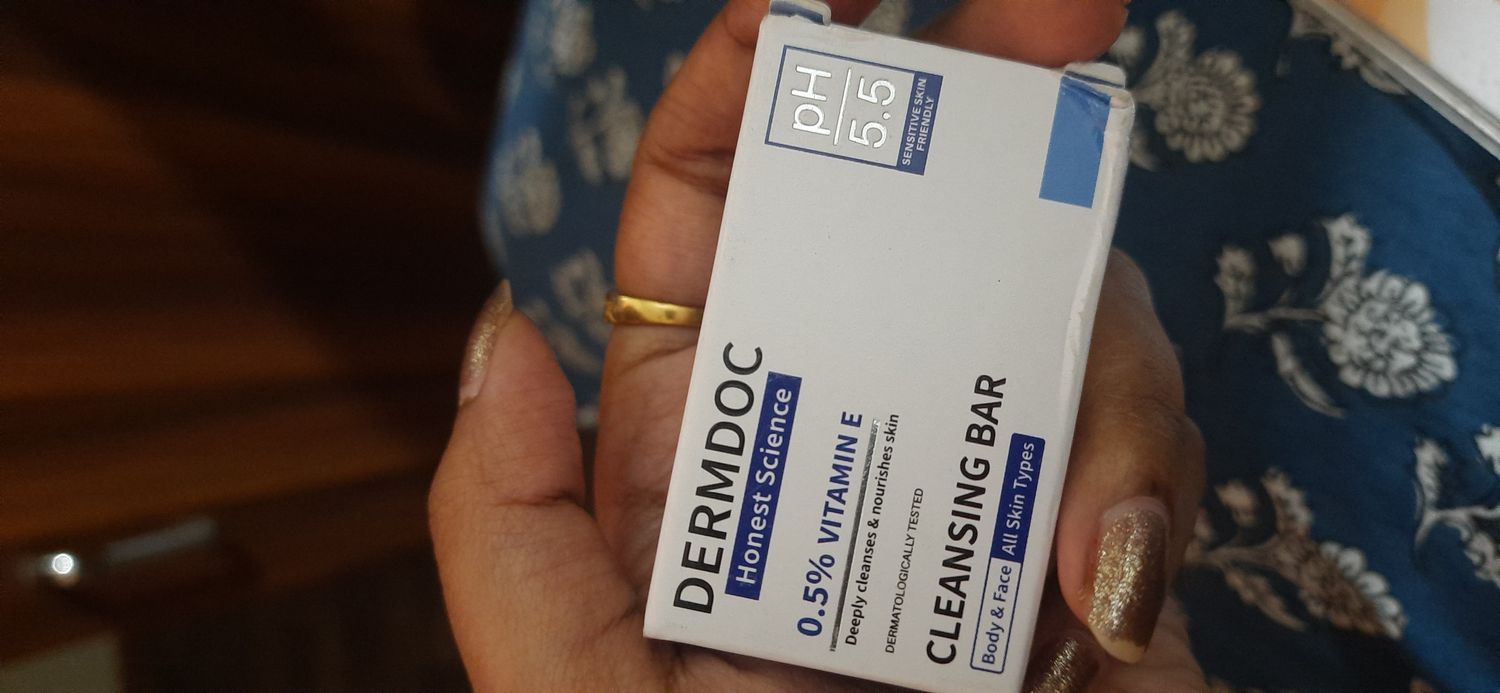 DERMDOC
Honest Science
0.5% VITAMIN E
Deeply cleanses & nourishes skin
DERMATOLOGICALLY TESTED
CLEANSING BAR
Body & Face All Skin Types
pH
5.5
SENSITIVE SKIN
FRIENDLY